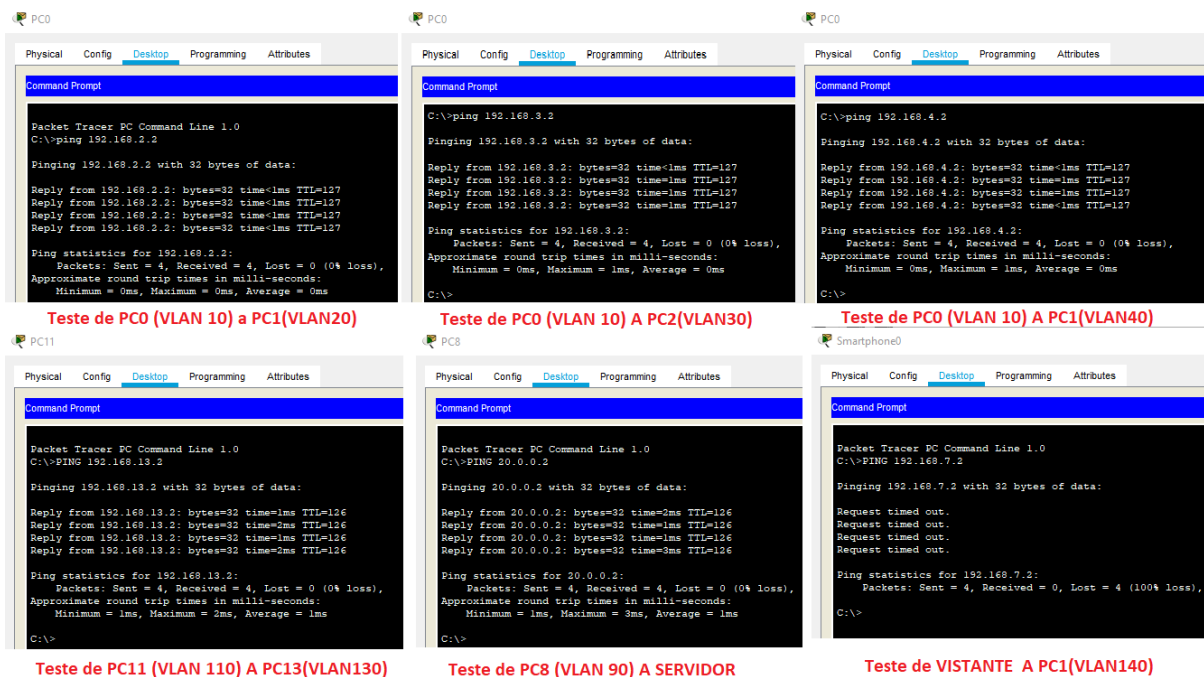 PC0
Physical Config Desktop Programming Attributes
Command Prompt
Packet Tracer PC Command Line 1.0
C:\>ping 192.168.2.2
Pinging 192.168.2.2 with 32 bytes of data:
Reply from 192.168.2.2: bytes=32 time<1ms TTL=127
Reply from 192.168.2.2: bytes=32 time<1ms TTL=127
Reply from 192.168.2.2: bytes=32 time<1ms TTL=127
Reply from 192.168.2.2: bytes=32 time<1ms TTL=127
Ping statistics for 192.168.2.2:
Packets: Sent = 4, Received = 4, Lost = 0 (0% loss),
Approximate round trip times in milli-seconds:
Minimum = 0ms, Maximum = 0ms, Average = 0ms
Teste de PC0 (VLAN 10) a PC1(VLAN20)
PC0
Physical Config Desktop Programming Attributes
Command Prompt
C:\>ping 192.168.3.2
Pinging 192.168.3.2 with 32 bytes of data:
Reply from 192.168.3.2: bytes=32 time<1ms TTL=127
Reply from 192.168.3.2: bytes=32 time=1ms TTL=127
Reply from 192.168.3.2: bytes=32 time=1ms TTL=127
Reply from 192.168.3.2: bytes=32 time<1ms TTL=127
Ping statistics for 192.168.3.2:
Packets: Sent = 4, Received = 4, Lost = 0 (0% loss),
Approximate round trip times in milli-seconds:
Minimum = 0ms, Maximum = 1ms, Average = 0ms
C:\>
Teste de PC0 (VLAN 10) A PC2(VLAN30)
PC0
Physical Config Desktop Programming Attributes
Command Prompt
C:\>ping 192.168.4.2
Pinging 192.168.4.2 with 32 bytes of data:
Reply from 192.168.4.2: bytes=32 time<1ms TTL=127
Reply from 192.168.4.2: bytes=32 time=1ms TTL=127
Reply from 192.168.4.2: bytes=32 time=1ms TTL=127
Reply from 192.168.4.2: bytes=32 time<1ms TTL=127
Ping statistics for 192.168.4.2:
Packets: Sent = 4, Received = 4, Lost = 0 (0% loss),
Approximate round trip times in milli-seconds:
Minimum = 0ms, Maximum = 1ms, Average = 0ms
C:\>
Teste de PC0 (VLAN 10) A PC1(VLAN40)
PC11
Physical Config Desktop Programming Attributes
Command Prompt
Packet Tracer PC Command Line 1.0
C:\>PING 192.168.13.2
Pinging 192.168.13.2 with 32 bytes of data:
Reply from 192.168.13.2: bytes=32 time=1ms TTL=126
Reply from 192.168.13.2: bytes=32 time=2ms TTL=126
Reply from 192.168.13.2: bytes=32 time=1ms TTL=126
Reply from 192.168.13.2: bytes=32 time=2ms TTL=126
Ping statistics for 192.168.13.2:
Packets: Sent = 4, Received = 4, Lost = 0 (0% loss),
Approximate round trip times in milli-seconds:
Minimum = 1ms, Maximum = 2ms, Average = 1ms
C:\>
Teste de PC11 (VLAN 110) A PC13(VLAN130)
PC8
Physical Config Desktop Programming Attributes
Command Prompt
Packet Tracer PC Command Line 1.0
C:\>PING 20.0.0.2
Pinging 20.0.0.2 with 32 bytes of data:
Reply from 20.0.0.2: bytes=32 time=2ms TTL=126
Reply from 20.0.0.2: bytes=32 time=1ms TTL=126
Reply from 20.0.0.2: bytes=32 time=1ms TTL=126
Reply from 20.0.0.2: bytes=32 time=3ms TTL=126
Ping statistics for 20.0.0.2:
Packets: Sent = 4, Received = 4, Lost = 0 (0% loss),
Approximate round trip times in milli-seconds:
Minimum = 1ms, Maximum = 3ms, Average = 1ms
C:\>
Teste de PC8 (VLAN 90) A SERVIDOR
Smartphone0
Physical Config Desktop Programming Attributes
Command Prompt
Packet Tracer PC Command Line 1.0
C:\>PING 192.168.7.2
Pinging 192.168.7.2 with 32 bytes of data:
Request timed out.
Request timed out.
Request timed out.
Request timed out.
Ping statistics for 192.168.7.2:
Packets: Sent = 4, Received = 0, Lost = 4 (100% loss),
C:\>
Teste de VISTANTE A PC1(VLAN140)